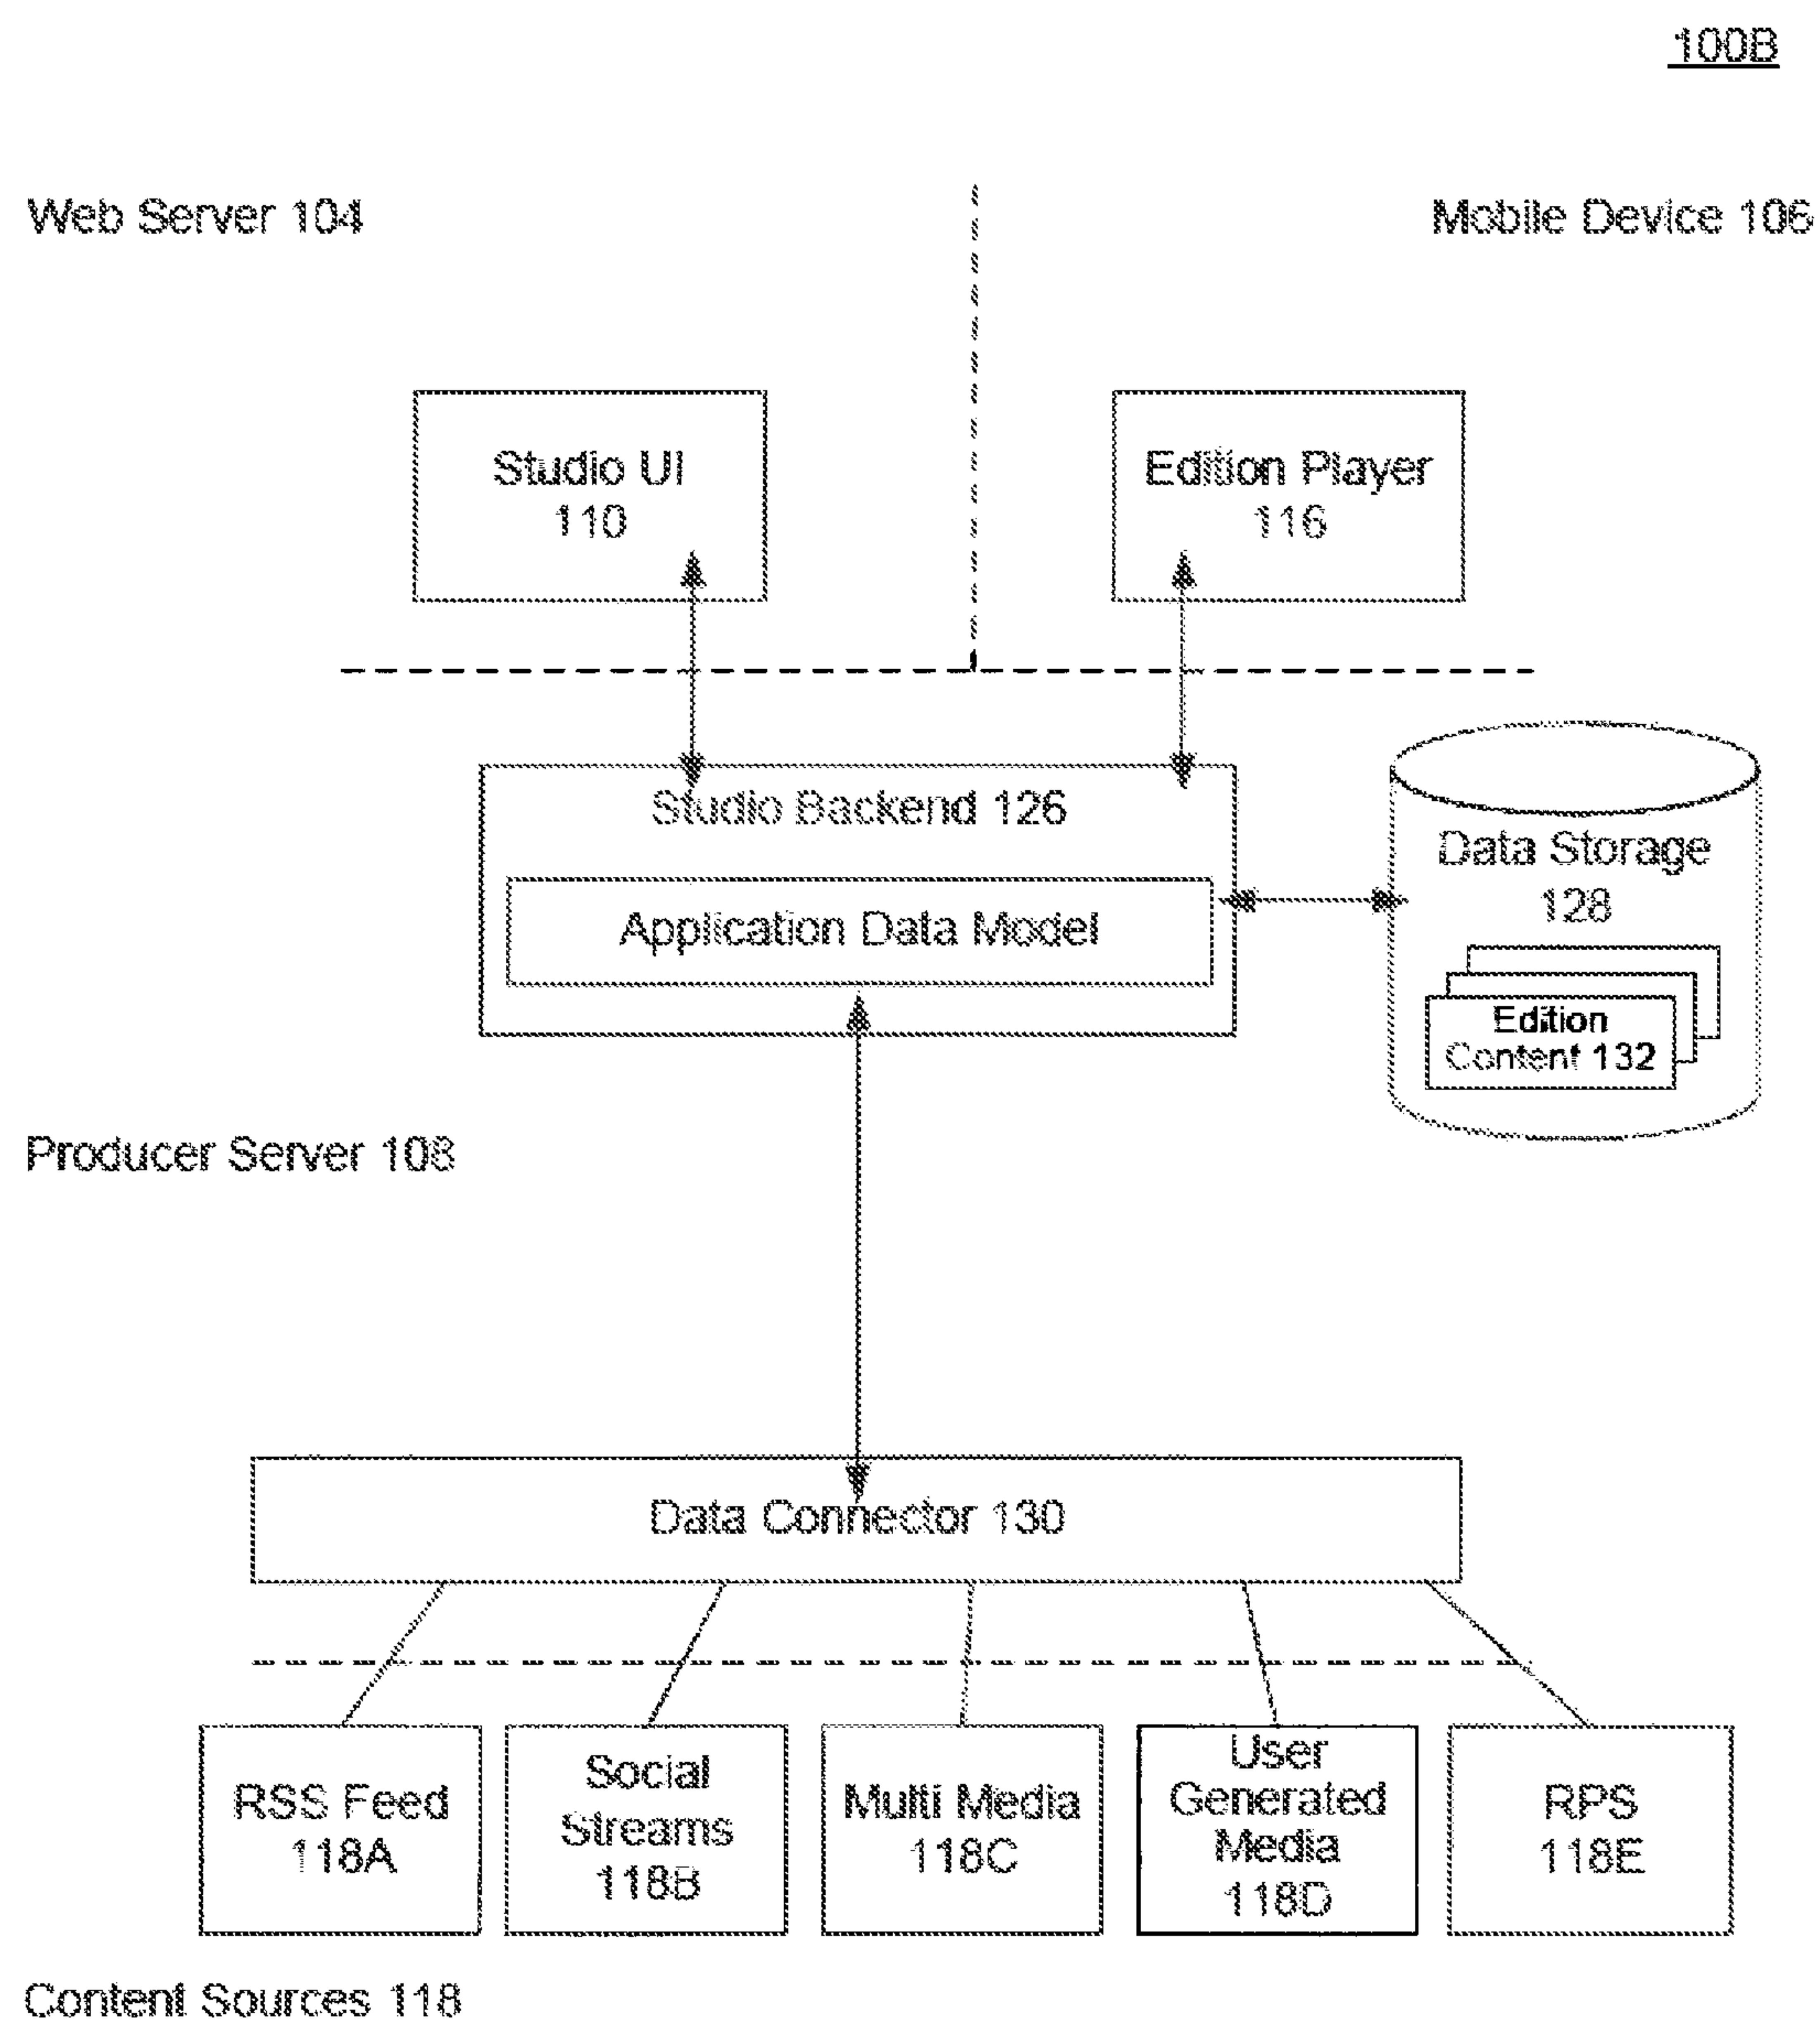 100B
Web Server 104
Mobile Device 106
Studio UI
110
Edition Player
116
Studio Backend 126
Application Data Model
Data Storage
128
Edition
Content 132
Producer Server 108
Data Connector 130
RSS Feed
118A
Social
Streams
118B
Multi Media
118C
User
Generated
Media
118D
RPS
118E
Content Sources 118